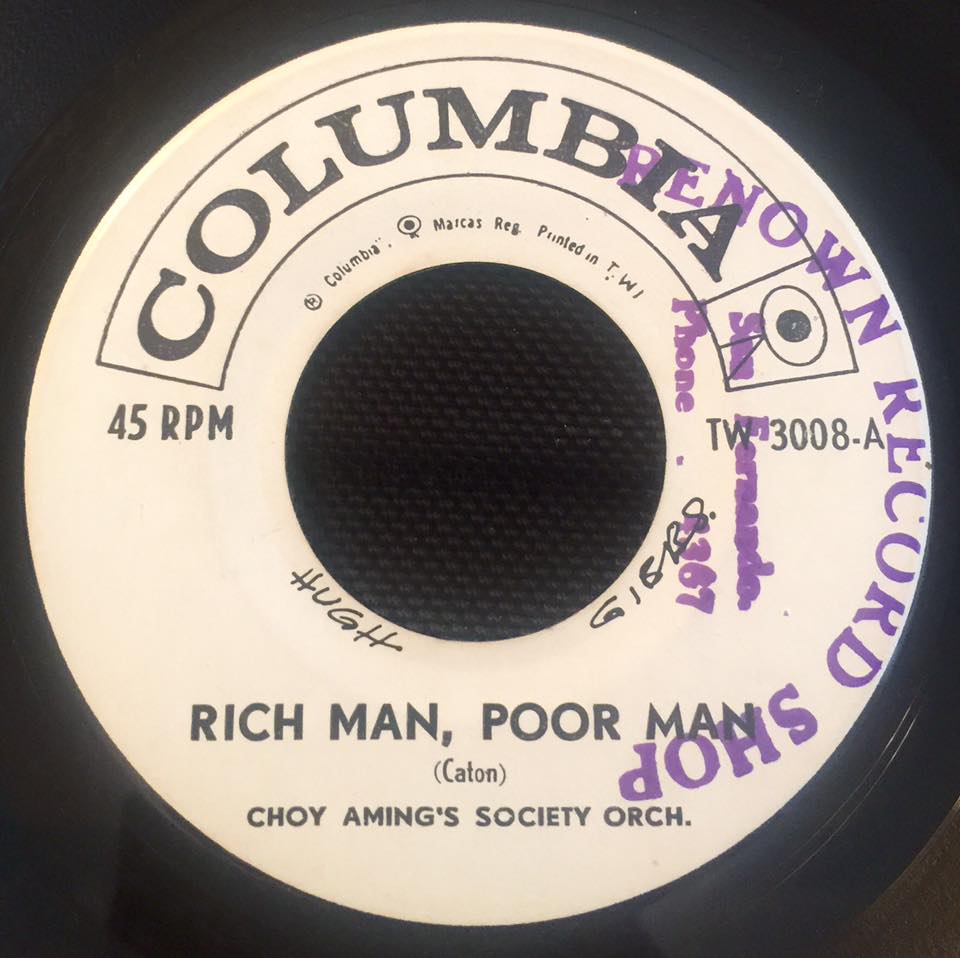 COLUMBIA
® Columbia", Marcas Reg. Printed in T. W I
45 RPM
TW 3008-A
RENOWN RECORD SHOP
San Fernando.
Phone .
HUGH
GIBBS.
RICH MAN, POOR MAN
(Caton)
CHOY AMING'S SOCIETY ORCH.